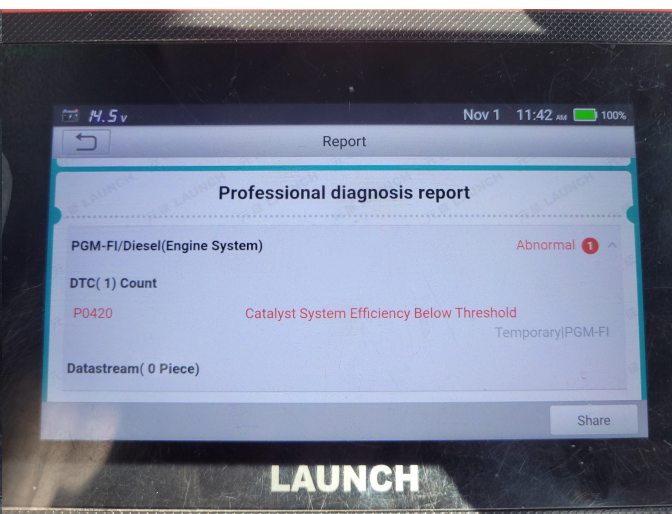 14.5 v
Nov 1 11:42 AM 100%
Report
Professional diagnosis report
PGM-FI/Diesel(Engine System) Abnormal 1
DTC( 1) Count
P0420 Catalyst System Efficiency Below Threshold
Temporary|PGM-FI
Datastream( 0 Piece)
Share
LAUNCH